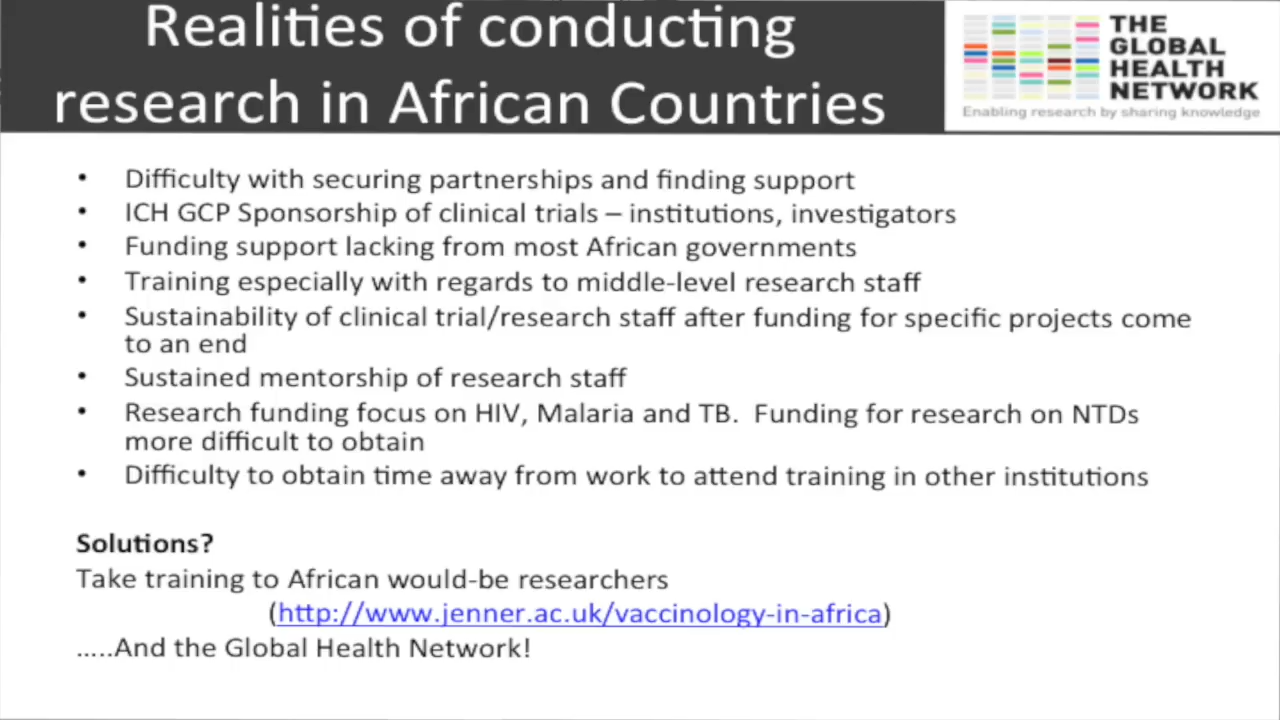 Realities of conducting
research in African Countries
THE
GLOBAL
HEALTH
NETWORK
Enabling research by sharing knowledge
• Difficulty with securing partnerships and finding support
• ICH GCP Sponsorship of clinical trials – institutions, investigators
• Funding support lacking from most African governments
• Training especially with regards to middle-level research staff
• Sustainability of clinical trial/research staff after funding for specific projects come
to an end
• Sustained mentorship of research staff
• Research funding focus on HIV, Malaria and TB.  Funding for research on NTDs
more difficult to obtain
• Difficulty to obtain time away from work to attend training in other institutions
Solutions?
Take training to African would-be researchers
(http://www.jenner.ac.uk/vaccinology-in-africa)
.....And the Global Health Network!